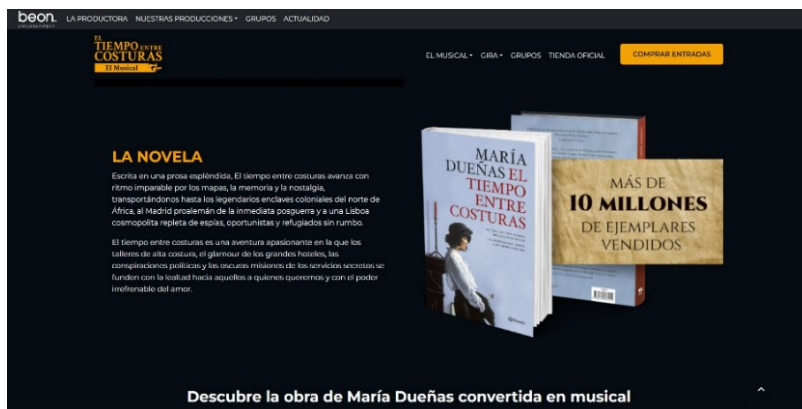 beon.
LA PRODUCTORA NUESTRAS PRODUCCIONES GRUPOS ACTUALIDAD
EL
TIEMPO ENTRE
COSTURAS
El Musical
EL MUSICAL GIRA GRUPOS TIENDA OFICIAL COMPRAR ENTRADAS
LA NOVELA
Escrita en una prosa espléndida, El tiempo entre costuras avanza con
ritmo imparable por los mapas, la memoria y la nostalgia,
transportándonos hasta los legendarios enclaves coloniales del norte de
África, al Madrid proalemán de la inmediata posguerra y a una Lisboa
cosmopolita repleta de espías, oportunistas y refugiados sin rumbo.
El tiempo entre costuras es una aventura apasionante en la que los
talleres de alta costura, el glamour de los grandes hoteles, las
conspiraciones políticas y las oscuras misiones de los servicios secretos se
funden con la lealtad hacia aquellos a quienes queremos y con el poder
irrefrenable del amor.
MARÍA
DUEÑAS EL
TIEMPO
ENTRE
COSTURAS
Planeta
MÁS DE
10 MILLONES
DE EJEMPLARES
VENDIDOS
Descubre la obra de María Dueñas convertida en musical